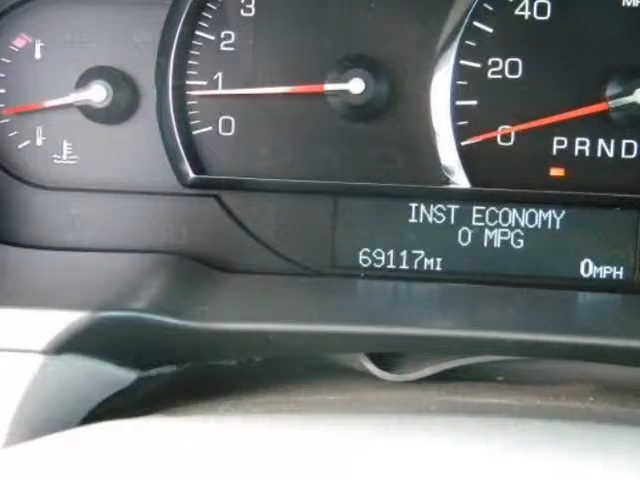 3
2
1
0
40
20
0
PRND
INST ECONOMY
0 MPG
69117MI
0MPH